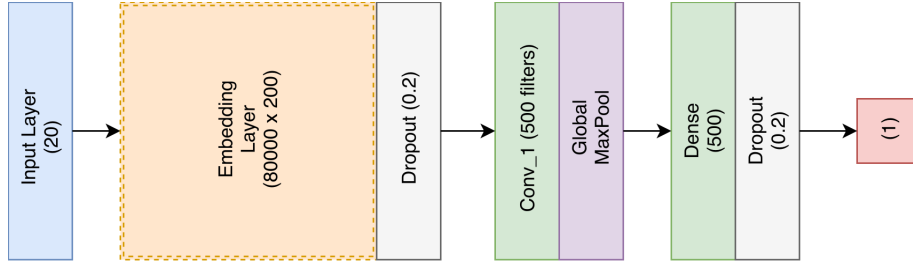 Input Layer
(20)
Embedding
Layer
(80000 x 200)
Dropout (0.2)
Conv_1 (500 filters)
Global
MaxPool
Dense
(500)
Dropout
(0.2)
(1)